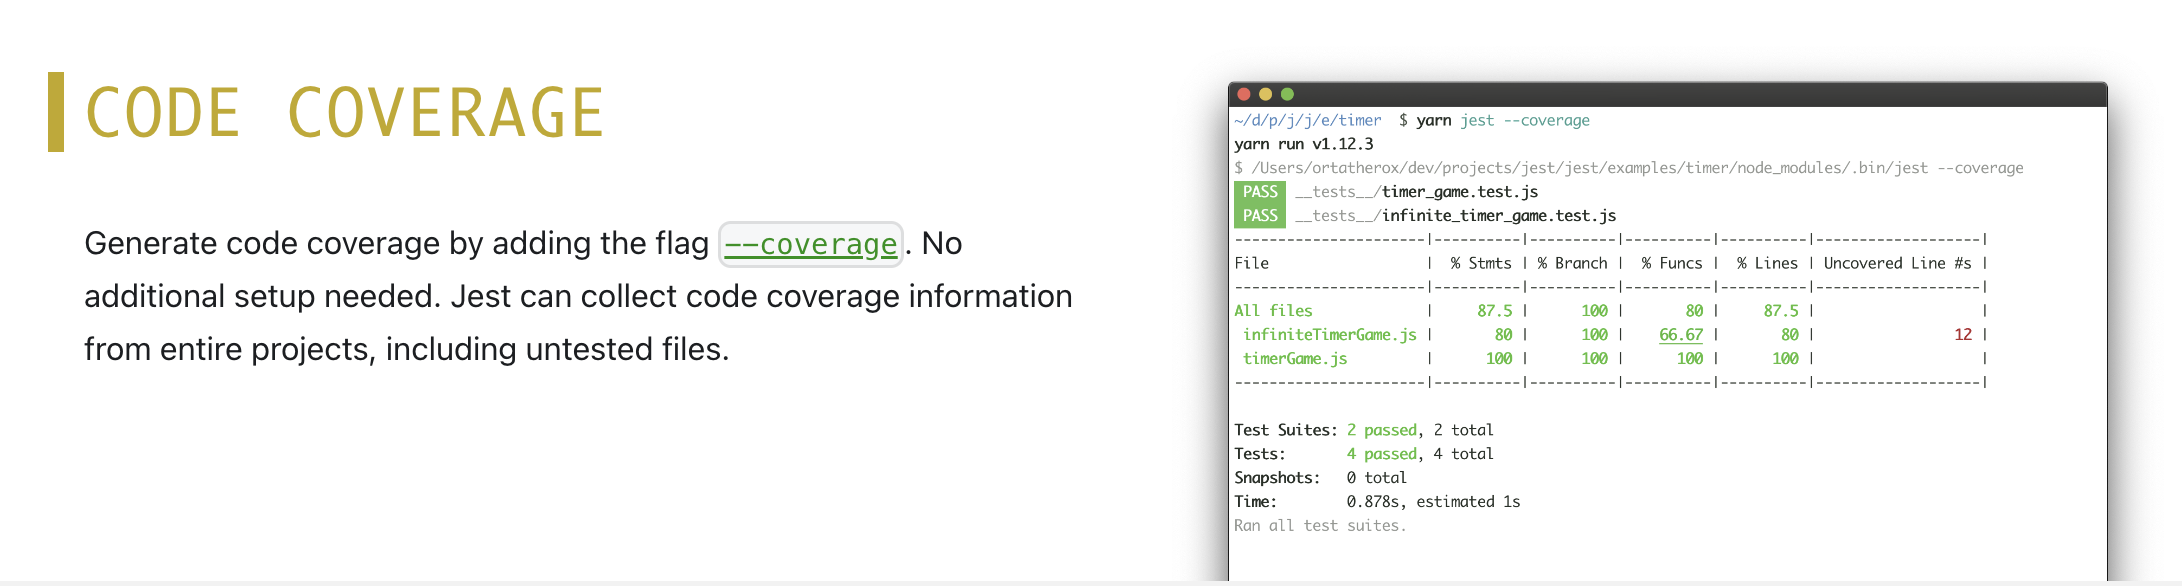 CODE COVERAGE
Generate code coverage by adding the flag --coverage. No
additional setup needed. Jest can collect code coverage information
from entire projects, including untested files.
~/d/p/j/j/e/timer  $ yarn jest --coverage
yarn run v1.12.3
$ /Users/ortatherox/dev/projects/jest/jest/examples/timer/node_modules/.bin/jest --coverage
PASS __tests__/timer_game.test.js
PASS __tests__/infinite_timer_game.test.js
----------------------|----------|----------|----------|----------|-------------------|
File                  |  % Stmts | % Branch |  % Funcs |  % Lines | Uncovered Line #s |
----------------------|----------|----------|----------|----------|-------------------|
All files             |     87.5 |      100 |       80 |     87.5 |                   |
 infiniteTimerGame.js |       80 |      100 |    66.67 |       80 |                12 |
 timerGame.js         |      100 |      100 |      100 |      100 |                   |
----------------------|----------|----------|----------|----------|-------------------|
Test Suites: 2 passed, 2 total
Tests:       4 passed, 4 total
Snapshots:   0 total
Time:        0.878s, estimated 1s
Ran all test suites.